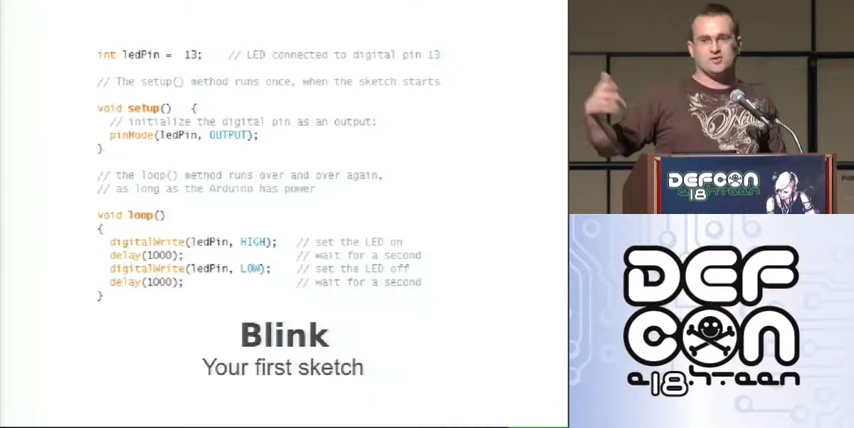 int ledPin = 13; // LED connected to digital pin 13
// The setup() method runs once, when the sketch starts
void setup() {
// initialize the digital pin as an output:
pinMode(ledPin, OUTPUT);
}
// the loop() method runs over and over again,
// as long as the Arduino has power
void loop()
{
digitalWrite(ledPin, HIGH); // set the LED on
delay(1000); // wait for a second
digitalWrite(ledPin, LOW); // set the LED off
delay(1000); // wait for a second
}
Blink
Your first sketch
DEFCON
18
DEF
CON
18